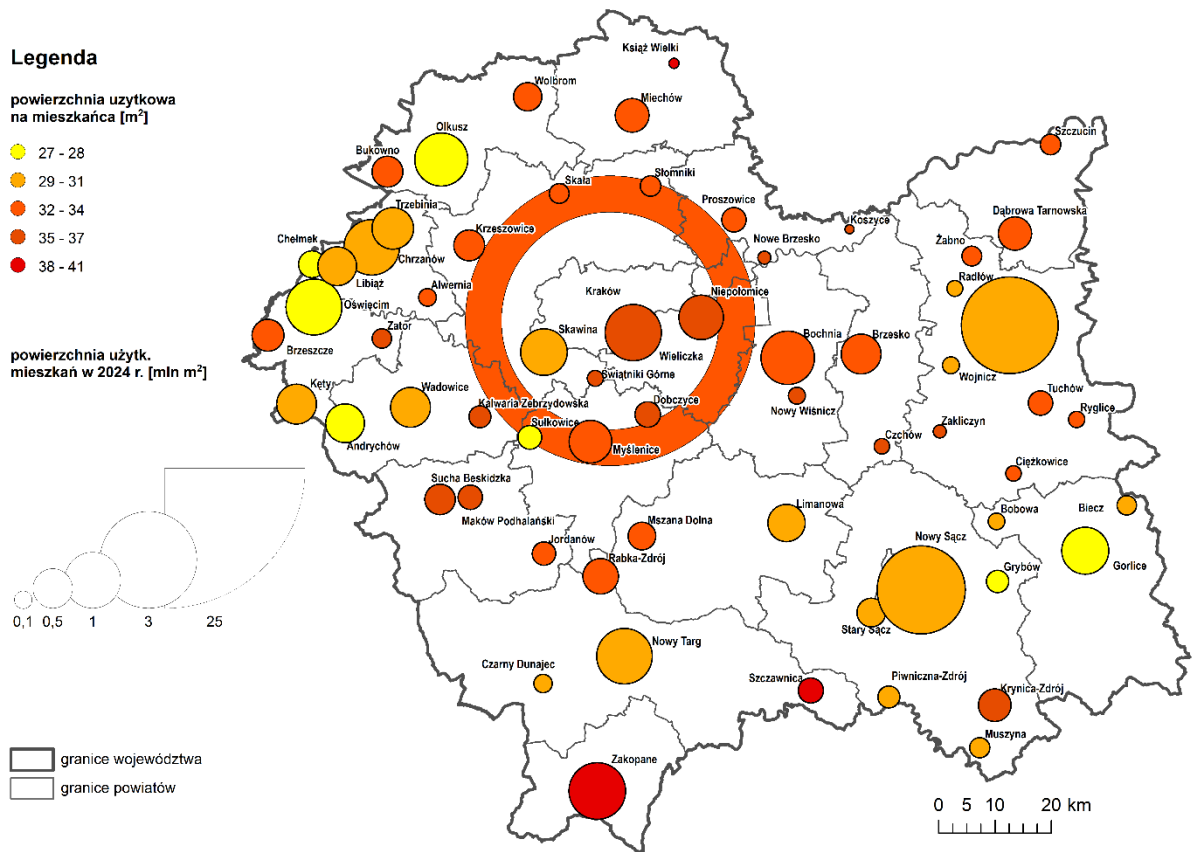 Legenda
powierzchnia uzytkowa
na mieszkańca [m²]
27 - 28
29 - 31
32 - 34
35 - 37
38 - 41
powierzchnia użytk.
mieszkań w 2024 r. [mln m²]
0,1 0,5 1 3 25
granice województwa
granice powiatów
Książ Wielki
Wolbrom
Miechów
Olkusz
Bukowno
Szczucin
Skała
Słomniki
Trzebinia
Proszowice
Koszyce
Dąbrowa Tarnowska
Krzeszowice
Chełmek
Chrzanów
Nowe Brzesko
Żabno
Libiąż
Alwernia
Radłów
Kraków
Niepołomice
Oświęcim
Zator
Skawina
Bochnia
Brzesko
Brzeszcze
Wieliczka
Wojnicz
Świątniki Górne
Kęty
Wadowice
Tuchów
Kalwaria Zebrzydowska
Dobczyce
Nowy Wiśnicz
Ryglice
Sułkowice
Zakliczyn
Andrychów
Myślenice
Czchów
Ciężkowice
Sucha Beskidzka
Maków Podhalański
Limanowa
Bobowa
Biecz
Mszana Dolna
Jordanów
Nowy Sącz
Rabka-Zdrój
Grybów
Gorlice
Stary Sącz
Nowy Targ
Czarny Dunajec
Szczawnica
Piwniczna-Zdrój
Krynica-Zdrój
Muszyna
Zakopane
0 5 10 20 km